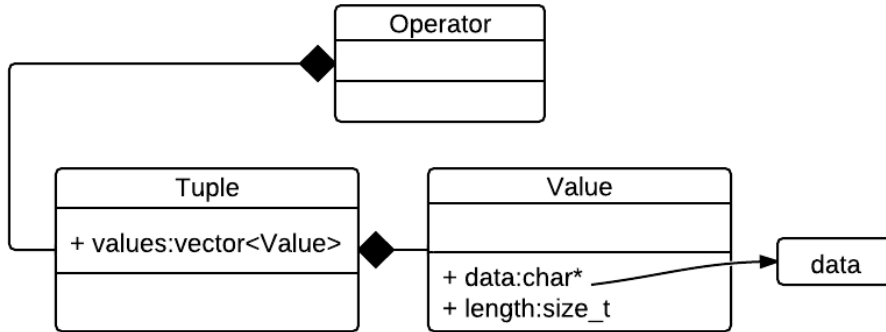 Operator
Tuple
+ values:vector<Value>
Value
+ data:char*
+ length:size_t
data